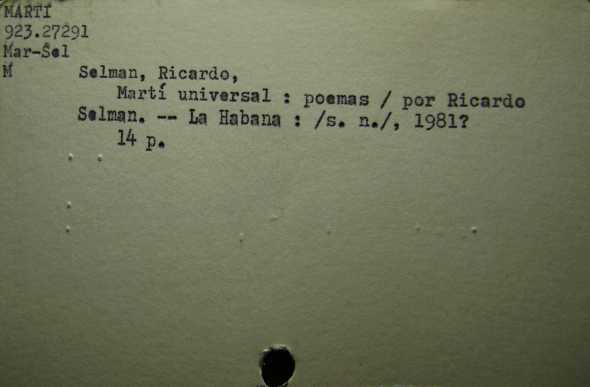 MARTÍ
923.27291
Mar-Sel
M Selman, Ricardo,
Martí universal : poemas / por Ricardo
Selman. -- La Habana : /s. n./, 1981?
14 p.